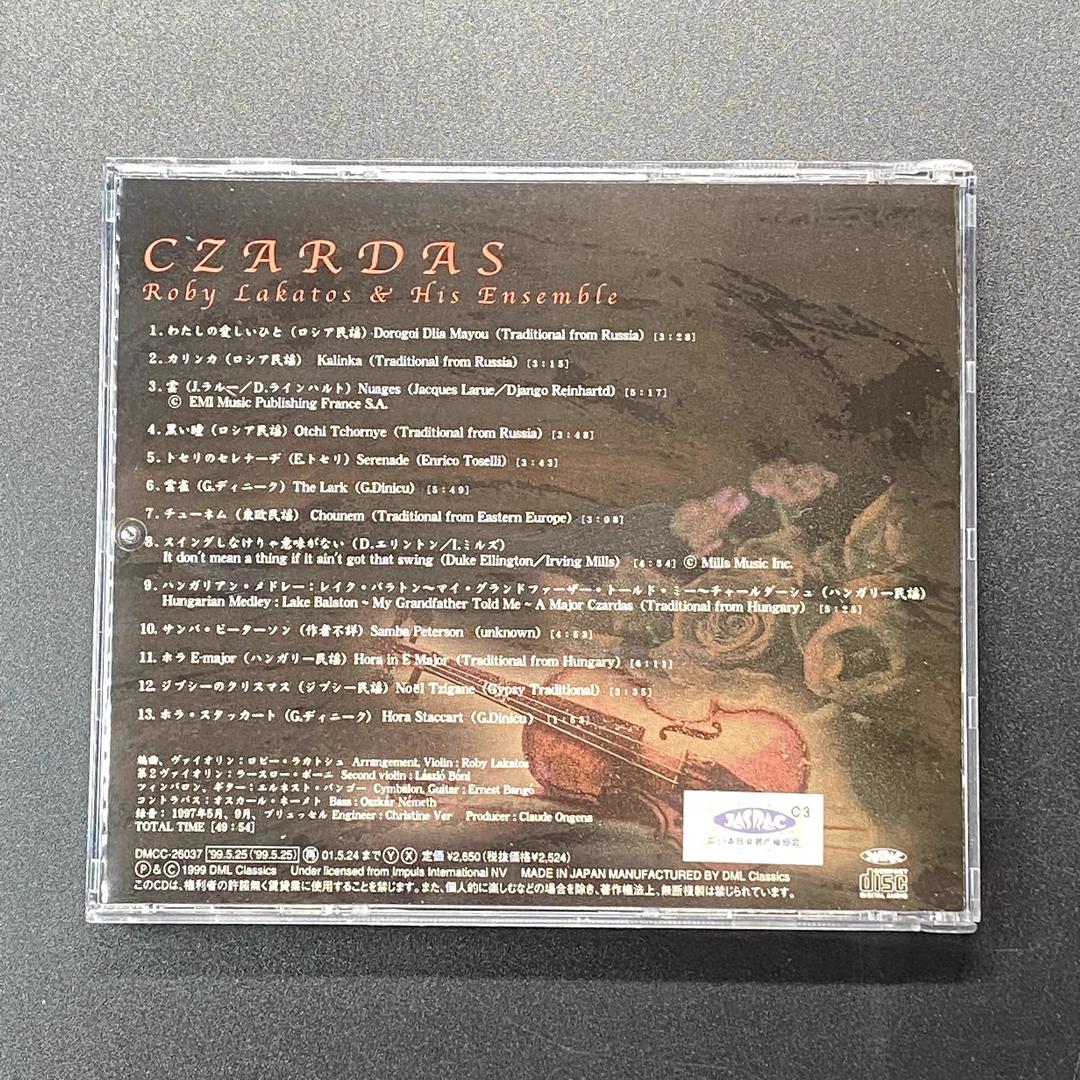 CZARDAS
Roby Lakatos & His Ensemble
1. わたしの愛しいひと（ロシア民謡）Dorogoi Dlia Mayou（Traditional from Russia）[3:28]
2. カリンカ（ロシア民謡） Kalinka（Traditional from Russia）[3:15]
3. 雲（J.ラルー／D.ラインハルト）Nuages（Jacques Larue／Django Reinhartd）[5:17]
Ⓒ EMI Music Publishing France S.A.
4. 黒い瞳（ロシア民謡）Otchi Tchornye（Traditional from Russia）[3:48]
5. トセリのセレナーデ（E.トセリ）Serenade（Enrico Toselli）[3:43]
6. 雲雀（G.ディニーク）The Lark（G.Dinicu）[5:49]
7. チューネム（東欧民謡） Chounem（Traditional from Eastern Europe）[3:08]
8. スイングしなけりゃ意味がない（D.エリントン／I.ミルズ）
It don't mean a thing if it ain't got that swing（Duke Ellington／Irving Mills）[4:54] Ⓒ Mills Music Inc.
9. ハンガリアン・メドレー：レイク・バラトン〜マイ・グランドファーザー・トールド・ミー〜チャールダーシュ（ハンガリー民謡）
Hungarian Medley : Lake Balaton ~ My Grandfather Told Me ~ A Major Czardas（Traditional from Hungary）[5:25]
10. サンバ・ピーターソン（作者不詳）Samba Peterson （unknown）[4:53]
11. ホラ E-major（ハンガリー民謡）Hora in E Major（Traditional from Hungary）[6:11]
12. ジプシーのクリスマス（ジプシー民謡）Noël Tzigane（Gypsy Traditional）[3:35]
13. ホラ・スタッカート（G.ディニーク） Hora Staccart（G.Dinicu）[1:53]
編曲、ヴァイオリン：ロビー・ラカトシュ Arrangement, Violin : Roby Lakatos
第2ヴァイオリン：ラースロー・ボーニ Second violin : László Bóni
ツィンバロン、ギター：エルネスト・バンゴー Cymbalon, Guitar : Ernest Bangó
コントラバス：オスカール・ネーメト Bass : Oszkár Németh
録音：1997年5月、9月、ブリュッセル Engineer : Christine Ver Producer : Claude Ongena
TOTAL TIME [49:54]
DMCC-26037 '99.5.25 ('99.5.25) 再 01.5.24 まで Ⓨ Ⓧ 定価 ¥2,650 (税抜価格¥2,524)
Ⓟ & Ⓒ 1999 DML Classics Under licensed from Impuls International NV MADE IN JAPAN MANUFACTURED BY DML Classics
このCDは、権利者の許諾無く賃貸業に使用することを禁じます。また、個人的に楽しむなどの場合を除き、著作権法上、無断複製は禁じられています。
JASRAC
C3
COMPACT
disc
DIGITAL AUDIO